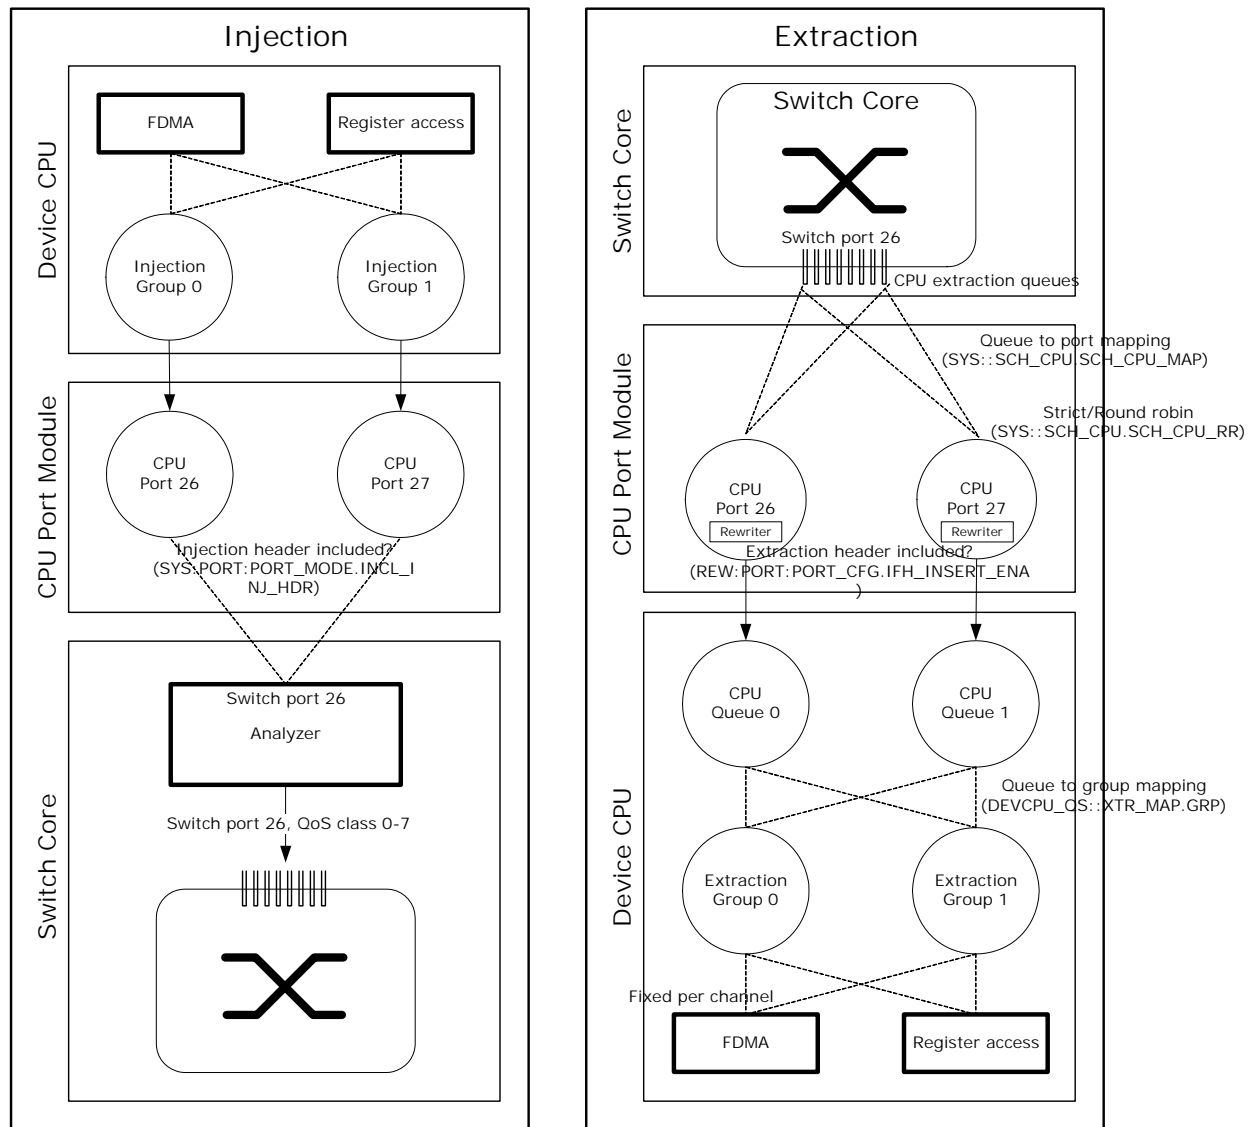 Injection
Device CPU
FDMA
Register access
Injection
Group 0
Injection
Group 1
CPU Port Module
CPU
Port 26
CPU
Port 27
Injection header included?
(SYS:PORT:PORT_MODE.INCL_I
NJ_HDR)
Switch Core
Switch port 26
Analyzer
Switch port 26, QoS class 0-7
Extraction
Switch Core
Switch Core
Switch port 26
CPU extraction queues
CPU Port Module
Queue to port mapping
(SYS::SCH_CPU.SCH_CPU_MAP)
Strict/Round robin
(SYS::SCH_CPU.SCH_CPU_RR)
CPU
Port 26
Rewriter
CPU
Port 27
Rewriter
Extraction header included?
(REW:PORT:PORT_CFG.IFH_INSERT_ENA
)
Device CPU
CPU
Queue 0
CPU
Queue 1
Queue to group mapping
(DEVCPU_QS::XTR_MAP.GRP)
Extraction
Group 0
Extraction
Group 1
Fixed per channel
FDMA
Register access